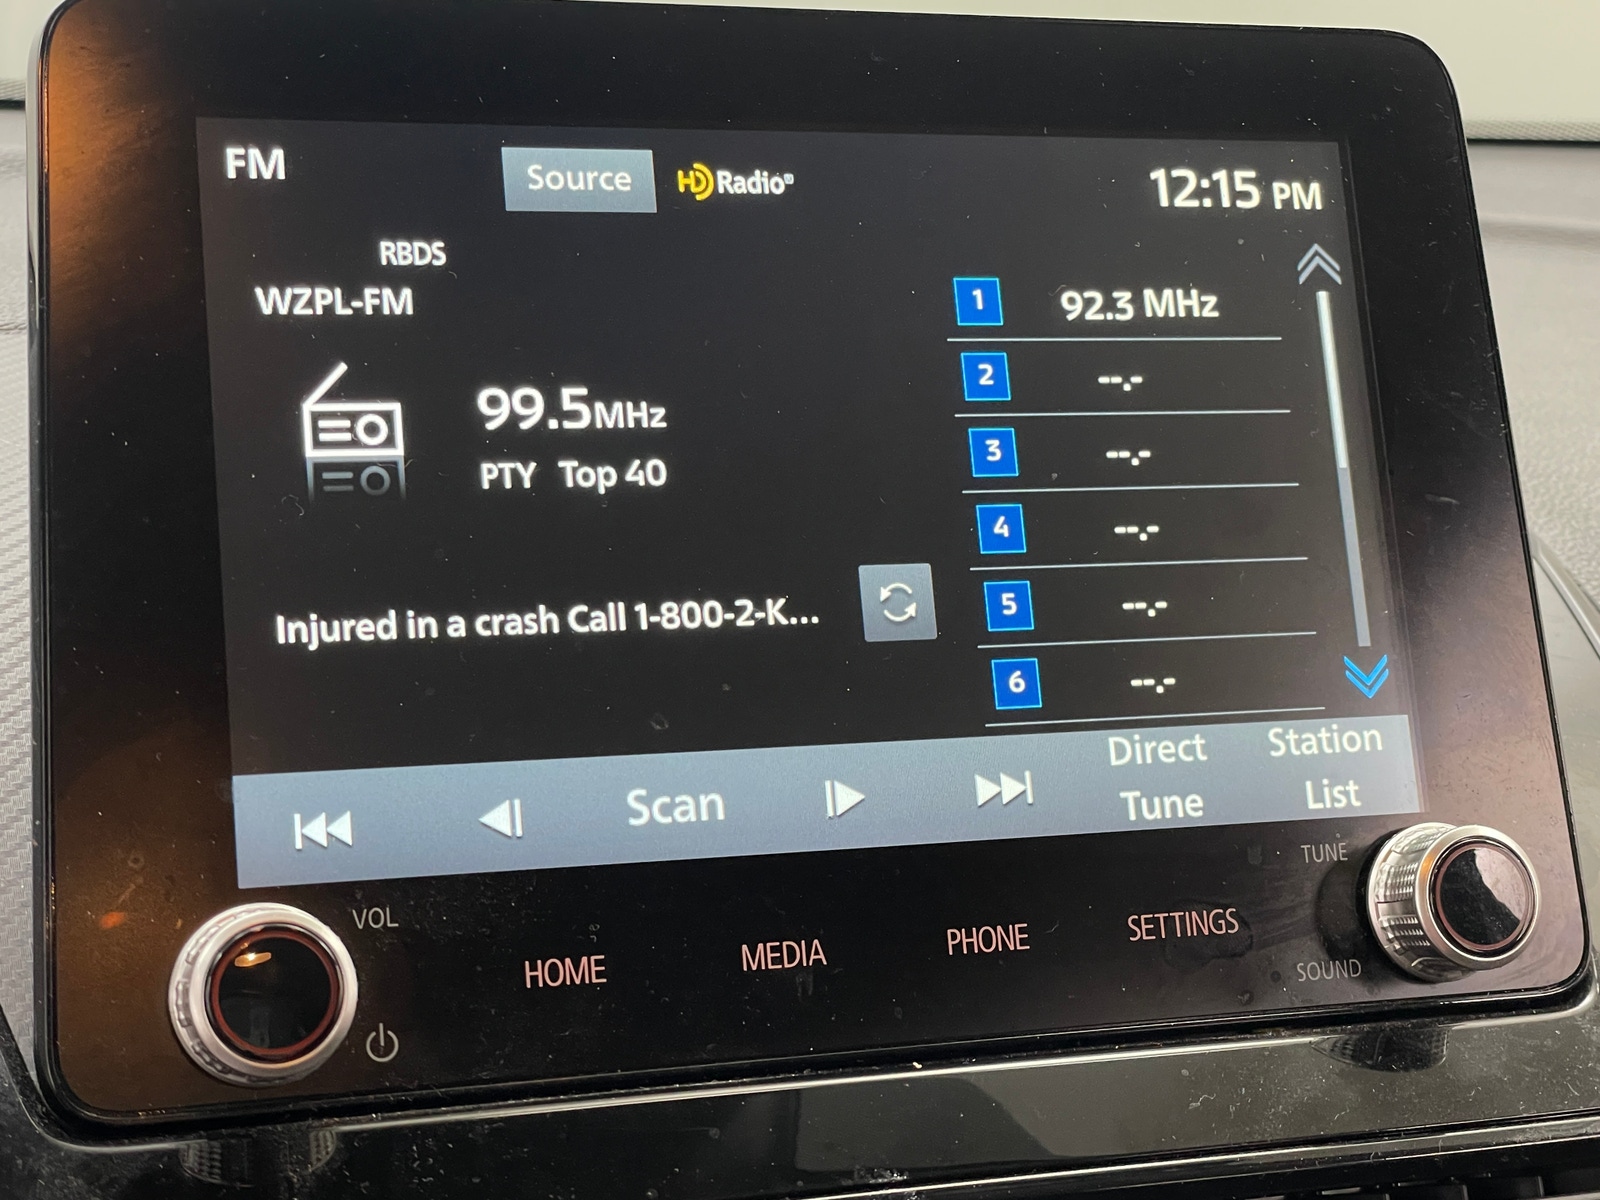 FM
Source
HD Radio®
12:15 PM
RBDS
WZPL-FM
99.5MHz
PTY Top 40
Injured in a crash Call 1-800-2-K...
1 92.3 MHz
2 --.-
3 --.-
4 --.-
5 --.-
6 --.-
Scan
Direct
Tune
Station
List
VOL
HOME
MEDIA
PHONE
SETTINGS
TUNE
SOUND